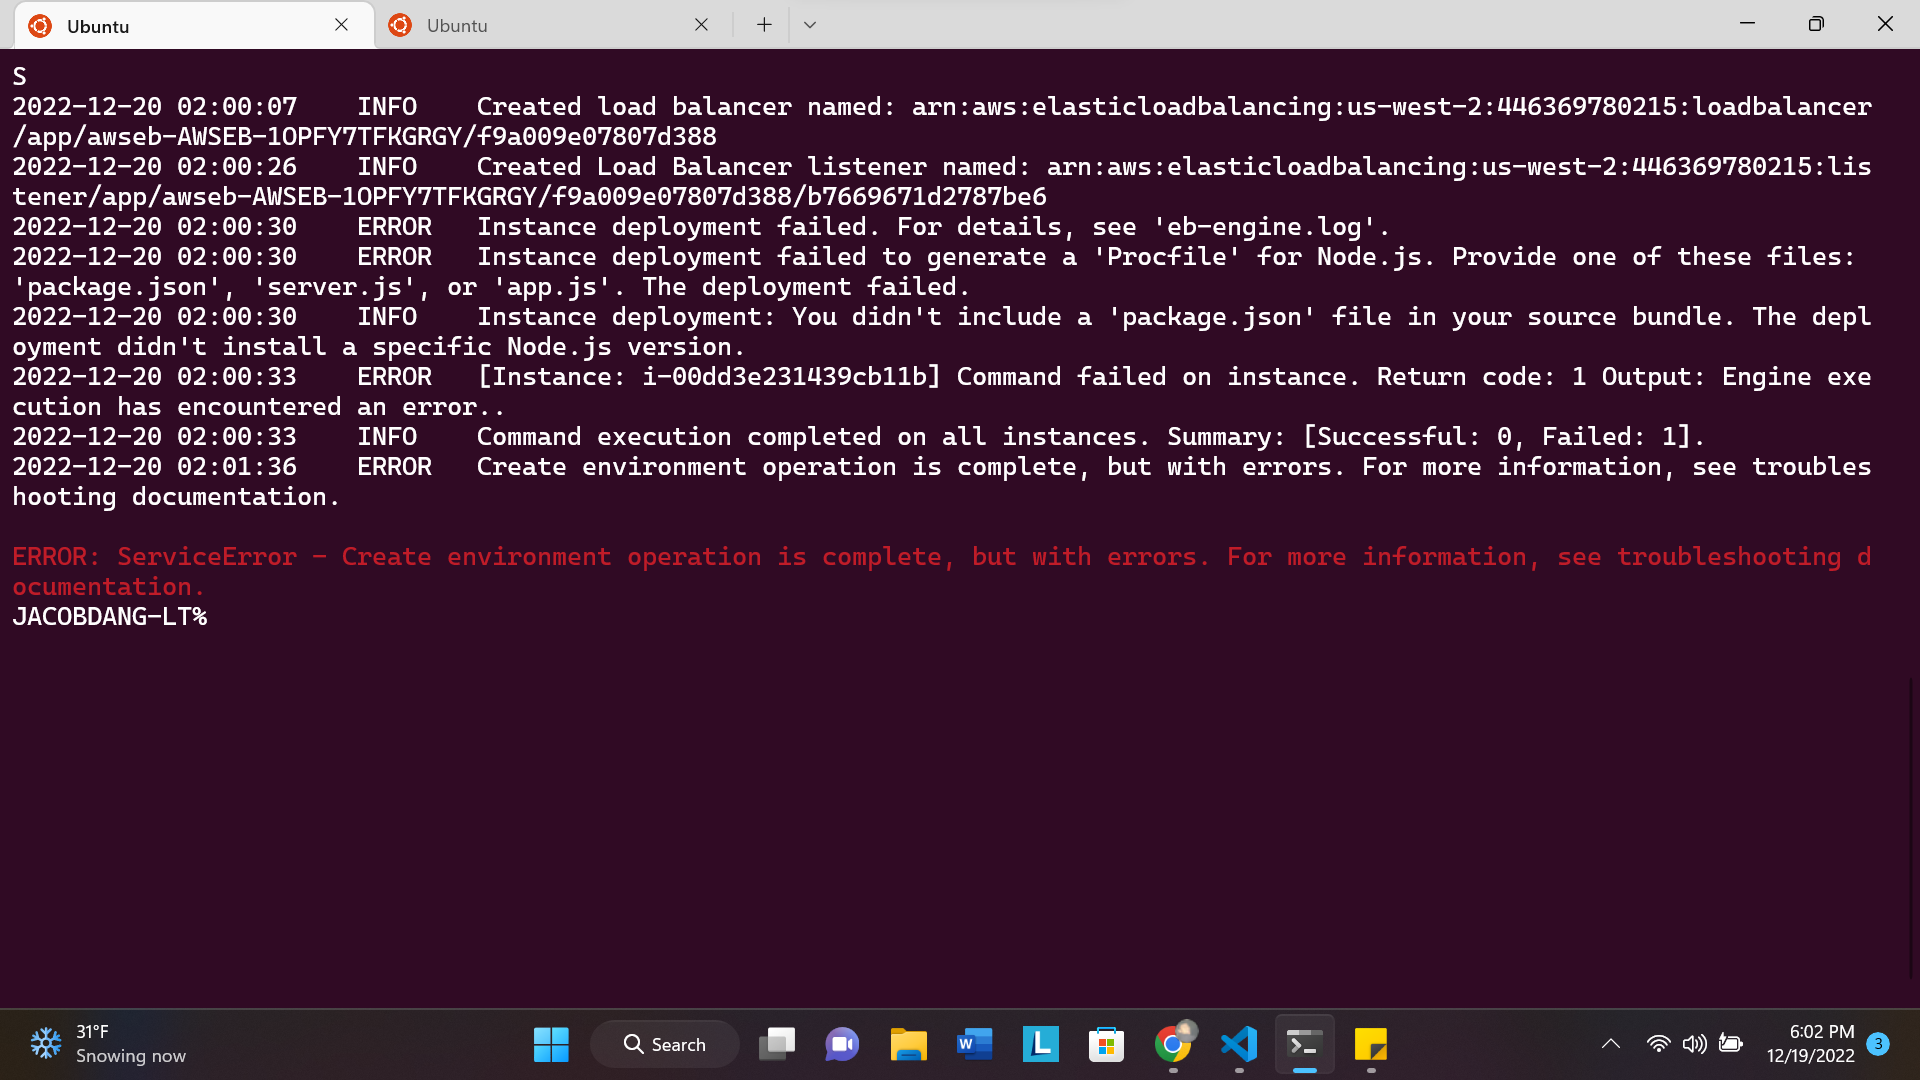 Ubuntu
Ubuntu
S
2022-12-20 02:00:07    INFO    Created load balancer named: arn:aws:elasticloadbalancing:us-west-2:446369780215:loadbalancer
/app/awseb-AWSEB-1OPFY7TFKGRGY/f9a009e07807d388
2022-12-20 02:00:26    INFO    Created Load Balancer listener named: arn:aws:elasticloadbalancing:us-west-2:446369780215:lis
tener/app/awseb-AWSEB-1OPFY7TFKGRGY/f9a009e07807d388/b7669671d2787be6
2022-12-20 02:00:30    ERROR   Instance deployment failed. For details, see 'eb-engine.log'.
2022-12-20 02:00:30    ERROR   Instance deployment failed to generate a 'Procfile' for Node.js. Provide one of these files:
'package.json', 'server.js', or 'app.js'. The deployment failed.
2022-12-20 02:00:30    INFO    Instance deployment: You didn't include a 'package.json' file in your source bundle. The depl
oyment didn't install a specific Node.js version.
2022-12-20 02:00:33    ERROR   [Instance: i-00dd3e231439cb11b] Command failed on instance. Return code: 1 Output: Engine exe
cution has encountered an error..
2022-12-20 02:00:33    INFO    Command execution completed on all instances. Summary: [Successful: 0, Failed: 1].
2022-12-20 02:01:36    ERROR   Create environment operation is complete, but with errors. For more information, see troubles
hooting documentation.
ERROR: ServiceError - Create environment operation is complete, but with errors. For more information, see troubleshooting d
ocumentation.
JACOBDANG-LT%
31°F
Snowing now
Search
W
L
6:02 PM
12/19/2022
3